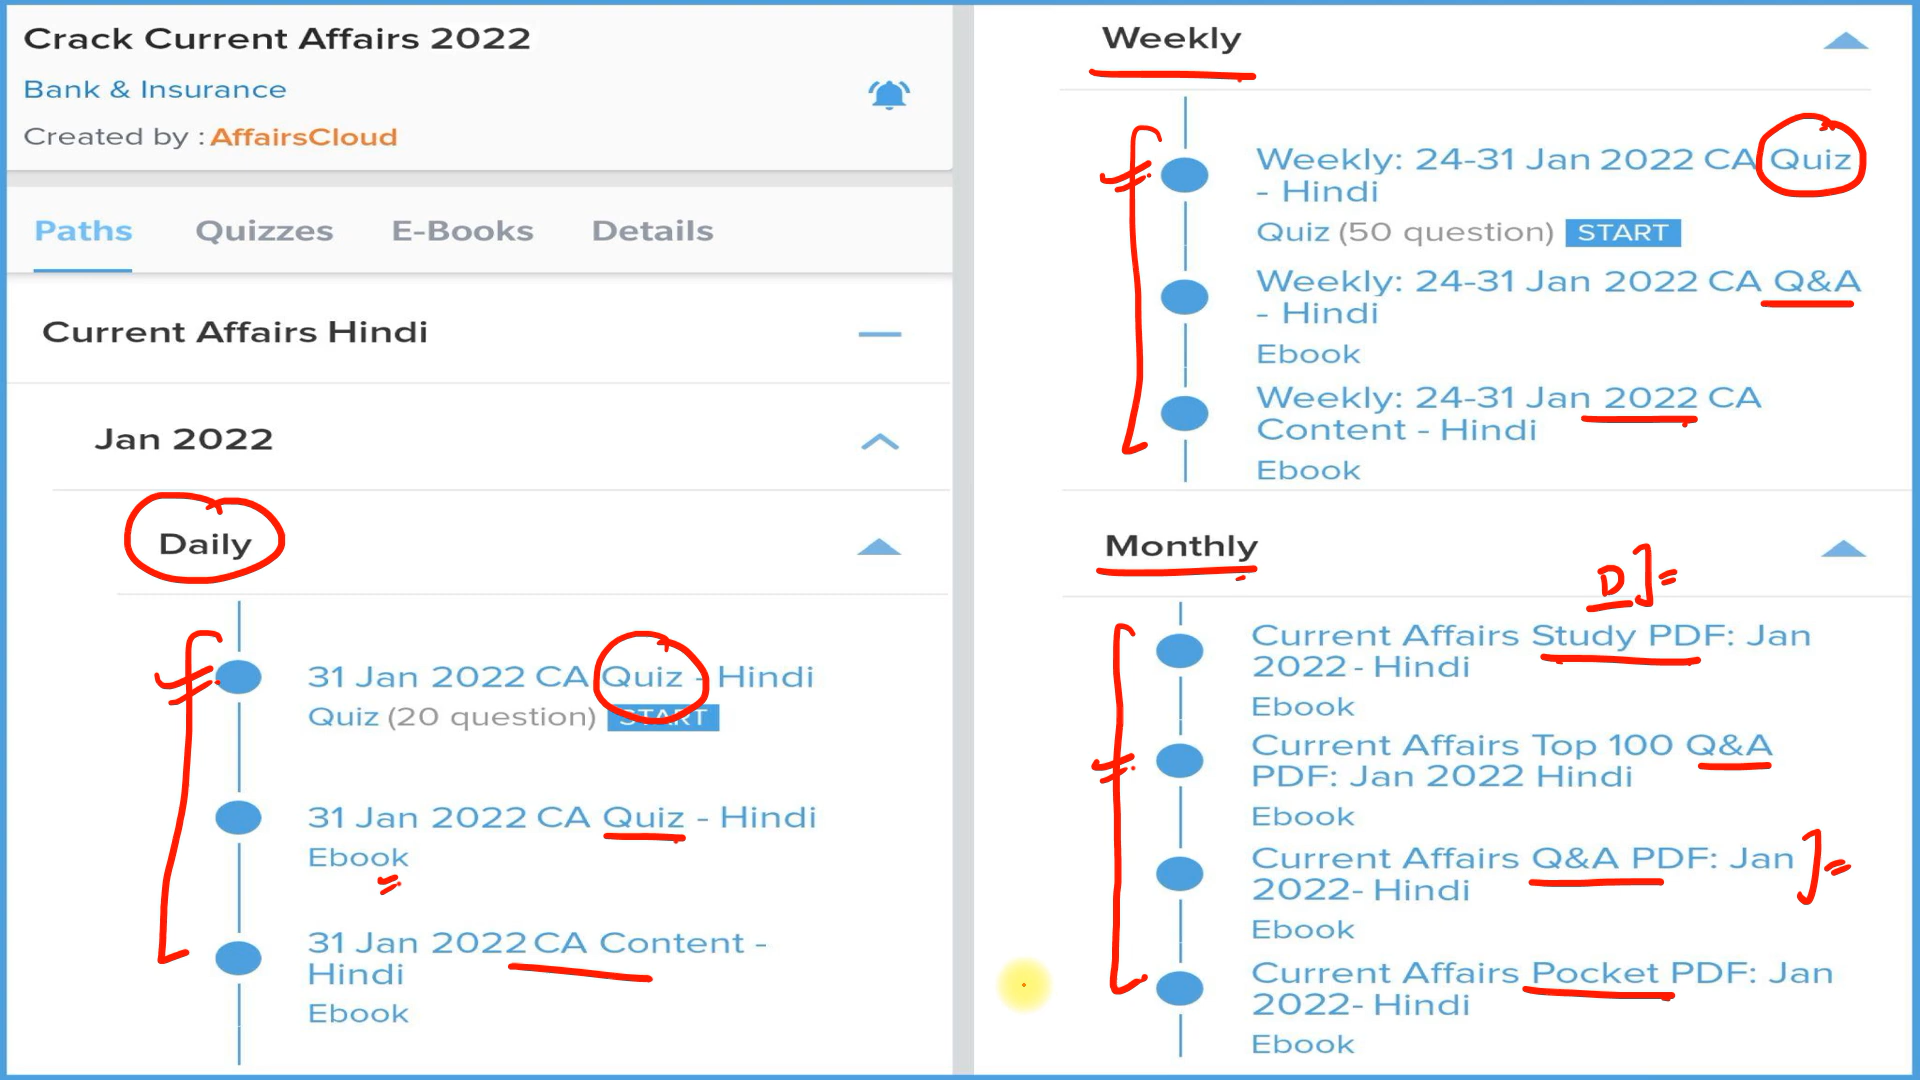 Crack Current Affairs 2022
Bank & Insurance
Created by : AffairsCloud
Paths Quizzes E-Books Details
Current Affairs Hindi
Jan 2022
Daily
31 Jan 2022 CA Quiz - Hindi
Quiz (20 question) START
31 Jan 2022 CA Quiz - Hindi
Ebook
31 Jan 2022 CA Content -
Hindi
Ebook
Weekly
Weekly: 24-31 Jan 2022 CA Quiz
- Hindi
Quiz (50 question) START
Weekly: 24-31 Jan 2022 CA Q&A
- Hindi
Ebook
Weekly: 24-31 Jan 2022 CA
Content - Hindi
Ebook
Monthly
D
Current Affairs Study PDF: Jan
2022- Hindi
Ebook
Current Affairs Top 100 Q&A
PDF: Jan 2022 Hindi
Ebook
Current Affairs Q&A PDF: Jan
2022- Hindi
Ebook
Current Affairs Pocket PDF: Jan
2022- Hindi
Ebook